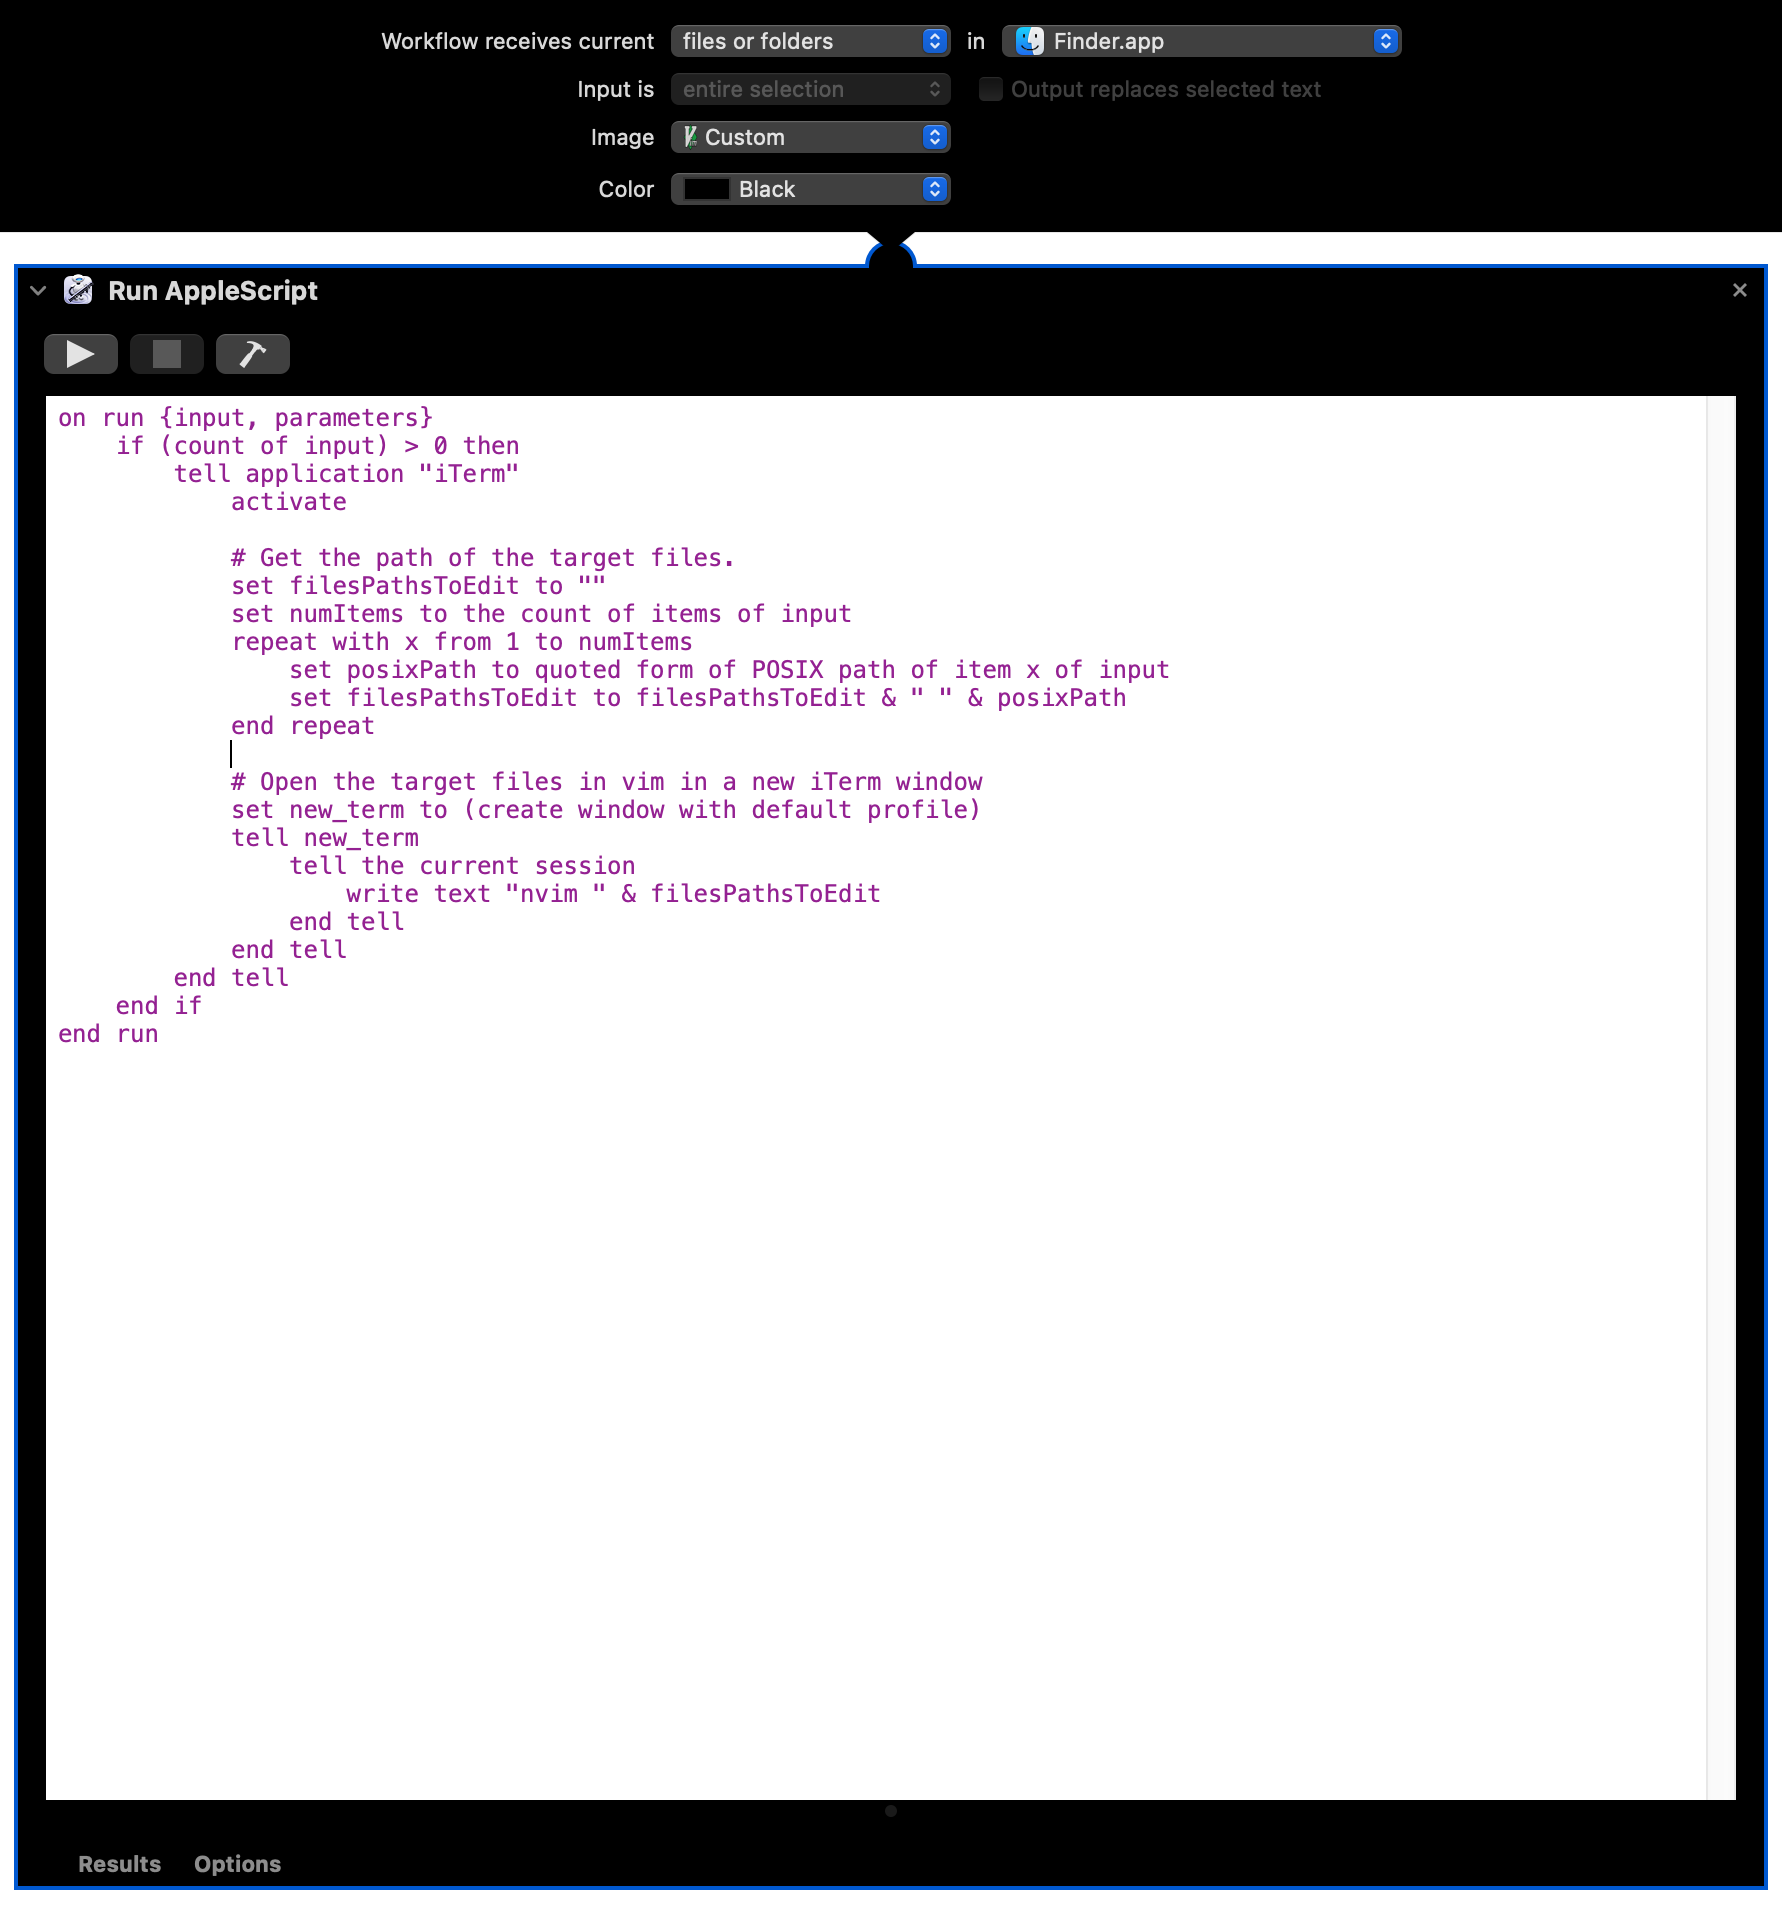 Workflow receives current files or folders in Finder.app
Input is entire selection Output replaces selected text
Image Custom
Color Black
Run AppleScript
on run {input, parameters}
    if (count of input) > 0 then
        tell application "iTerm"
            activate

            # Get the path of the target files.
            set filesPathsToEdit to ""
            set numItems to the count of items of input
            repeat with x from 1 to numItems
                set posixPath to quoted form of POSIX path of item x of input
                set filesPathsToEdit to filesPathsToEdit & " " & posixPath
            end repeat

            # Open the target files in vim in a new iTerm window
            set new_term to (create window with default profile)
            tell new_term
                tell the current session
                    write text "nvim " & filesPathsToEdit
                end tell
            end tell
        end tell
    end if
end run
Results Options